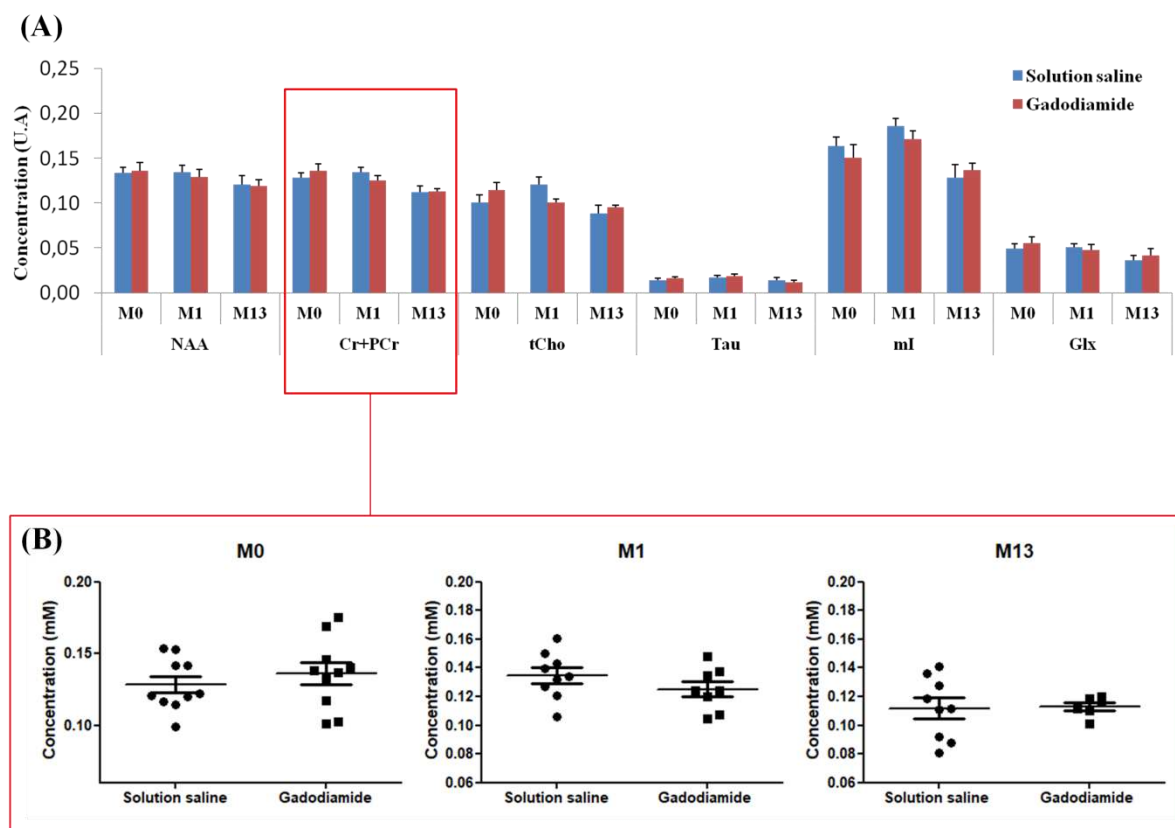 (A)
Concentration (U.A)
0,25
0,20
0,15
0,10
0,05
0,00
Solution saline
Gadodiamide
M0 M1 M13 M0 M1 M13 M0 M1 M13 M0 M1 M13 M0 M1 M13 M0 M1 M13
NAA Cr+PCr tCho Tau mI Glx
(B)
M0
Concentration (mM)
0.20
0.15
0.10
Solution saline Gadodiamide
M1
Concentration (mM)
0.20
0.18
0.16
0.14
0.12
0.10
0.08
0.06
Solution saline Gadodiamide
M13
Concentration (mM)
0.20
0.18
0.16
0.14
0.12
0.10
0.08
0.06
Solution saline Gadodiamide